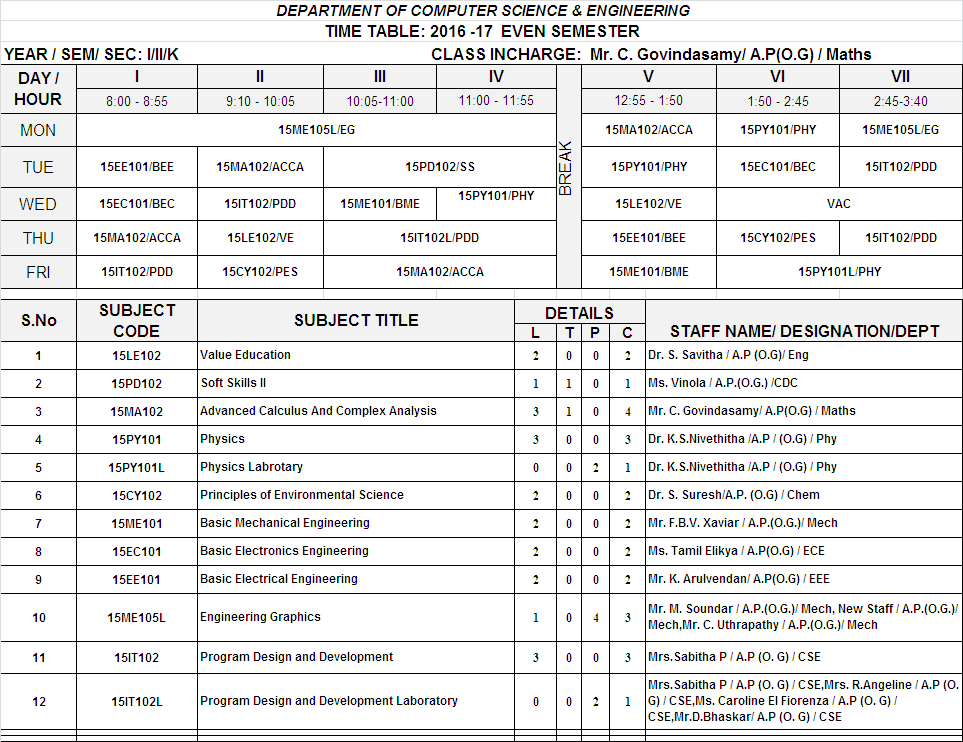 DEPARTMENT OF COMPUTER SCIENCE & ENGINEERING
TIME TABLE: 2016 -17 EVEN SEMESTER
YEAR / SEM/ SEC: I/II/K CLASS INCHARGE: Mr. C. Govindasamy/ A.P(O.G) / Maths
DAY / HOUR I II III IV BREAK V VI VII
8:00 - 8:55 9:10 - 10:05 10:05-11:00 11:00 - 11:55 12:55 - 1:50 1:50 - 2:45 2:45-3:40
MON 15ME105L/EG 15MA102/ACCA 15PY101/PHY 15ME105L/EG
TUE 15EE101/BEE 15MA102/ACCA 15PD102/SS 15PY101/PHY 15EC101/BEC 15IT102/PDD
WED 15EC101/BEC 15IT102/PDD 15ME101/BME 15PY101/PHY 15LE102/VE VAC
THU 15MA102/ACCA 15LE102/VE 15IT102L/PDD 15EE101/BEE 15CY102/PES 15IT102/PDD
FRI 15IT102/PDD 15CY102/PES 15MA102/ACCA 15ME101/BME 15PY101L/PHY
S.No SUBJECT CODE SUBJECT TITLE DETAILS STAFF NAME/ DESIGNATION/DEPT
L T P C
1 15LE102 Value Education 2 0 0 2 Dr. S. Savitha / A.P (O.G)/ Eng
2 15PD102 Soft Skills II 1 1 0 1 Ms. Vinola / A.P.(O.G.) /CDC
3 15MA102 Advanced Calculus And Complex Analysis 3 1 0 4 Mr. C. Govindasamy/ A.P(O.G) / Maths
4 15PY101 Physics 3 0 0 3 Dr. K.S.Nivethitha /A.P / (O.G) / Phy
5 15PY101L Physics Labrotary 0 0 2 1 Dr. K.S.Nivethitha /A.P / (O.G) / Phy
6 15CY102 Principles of Environmental Science 2 0 0 2 Dr. S. Suresh/A.P. (O.G) / Chem
7 15ME101 Basic Mechanical Engineering 2 0 0 2 Mr. F.B.V. Xaviar / A.P.(O.G.)/ Mech
8 15EC101 Basic Electronics Engineering 2 0 0 2 Ms. Tamil Elikya / A.P(O.G) / ECE
9 15EE101 Basic Electrical Engineering 2 0 0 2 Mr. K. Arulvendan/ A.P(O.G) / EEE
10 15ME105L Engineering Graphics 1 0 4 3 Mr. M. Soundar / A.P.(O.G.)/ Mech, New Staff / A.P.(O.G.)/
Mech,Mr. C. Uthrapathy / A.P.(O.G.)/ Mech
11 15IT102 Program Design and Development 3 0 0 3 Mrs.Sabitha P / A.P (O. G) / CSE
12 15IT102L Program Design and Development Laboratory 0 0 2 1 Mrs.Sabitha P / A.P (O. G) / CSE,Mrs. R.Angeline / A.P (O.
G) / CSE,Ms. Caroline El Fiorenza / A.P (O. G) /
CSE,Mr.D.Bhaskar/ A.P (O. G) / CSE